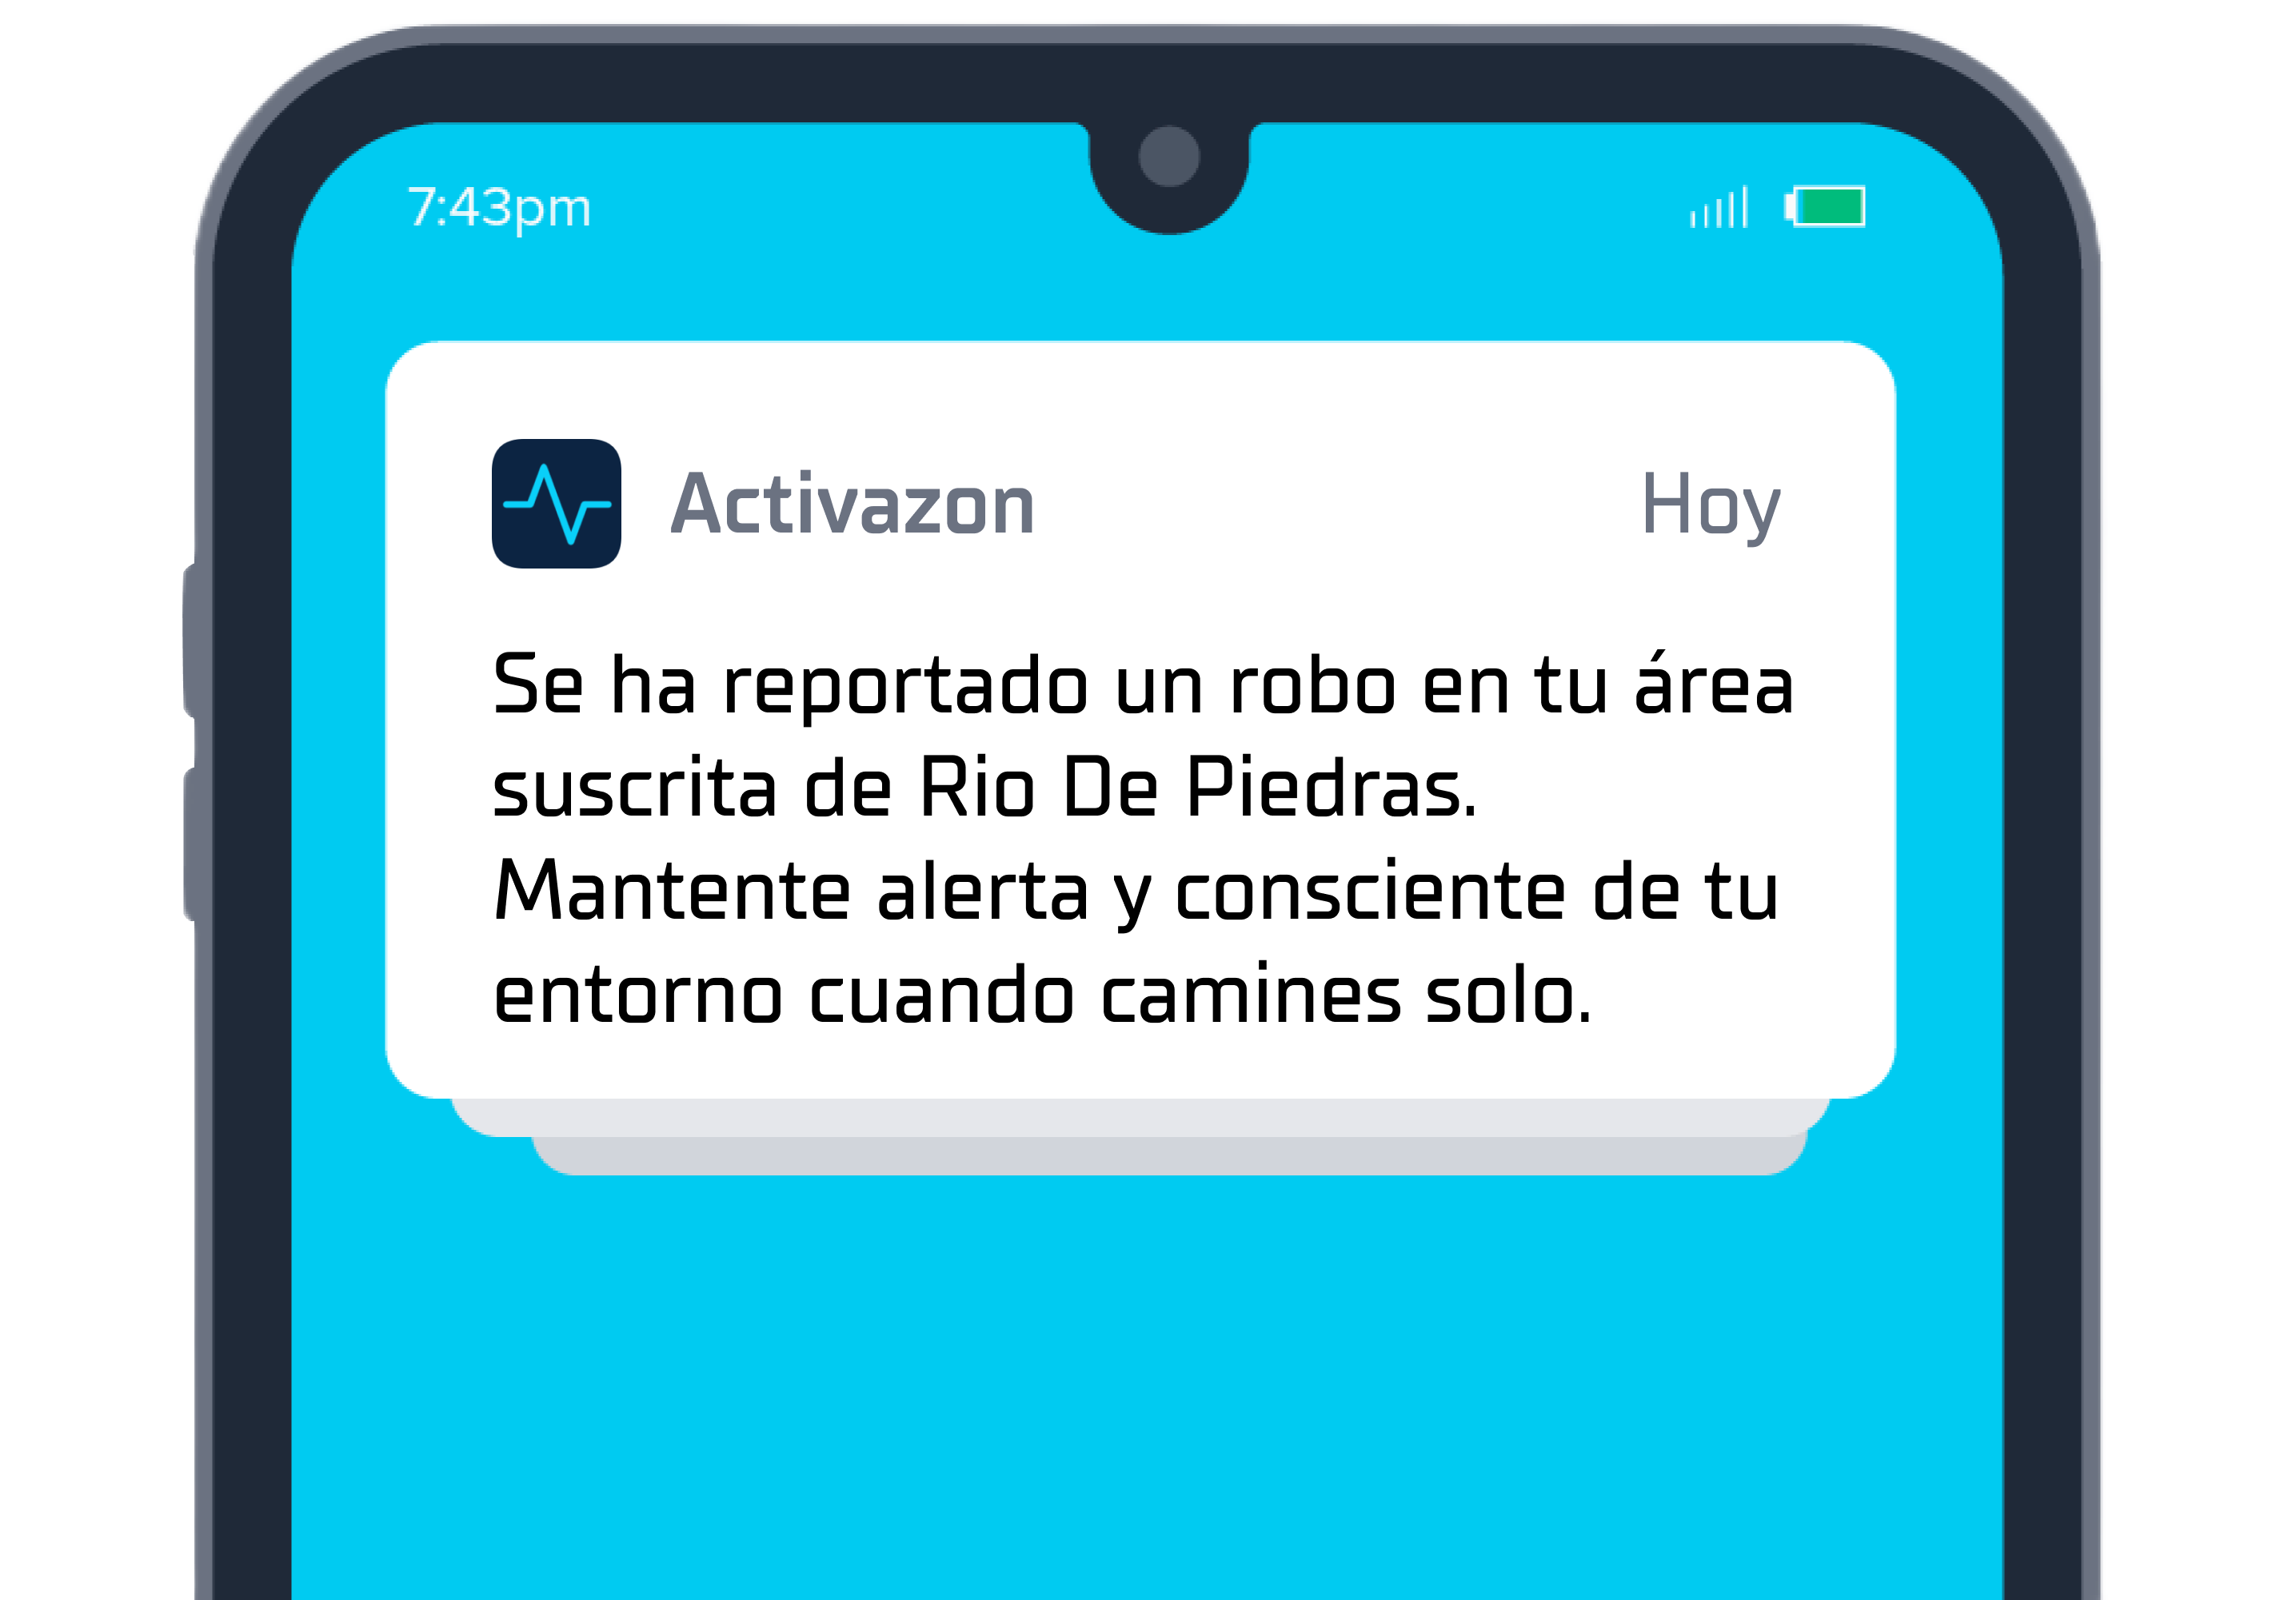 7:43pm
Activazon
Hoy
Se ha reportado un robo en tu área
suscrita de Rio De Piedras.
Mantente alerta y consciente de tu
entorno cuando camines solo.